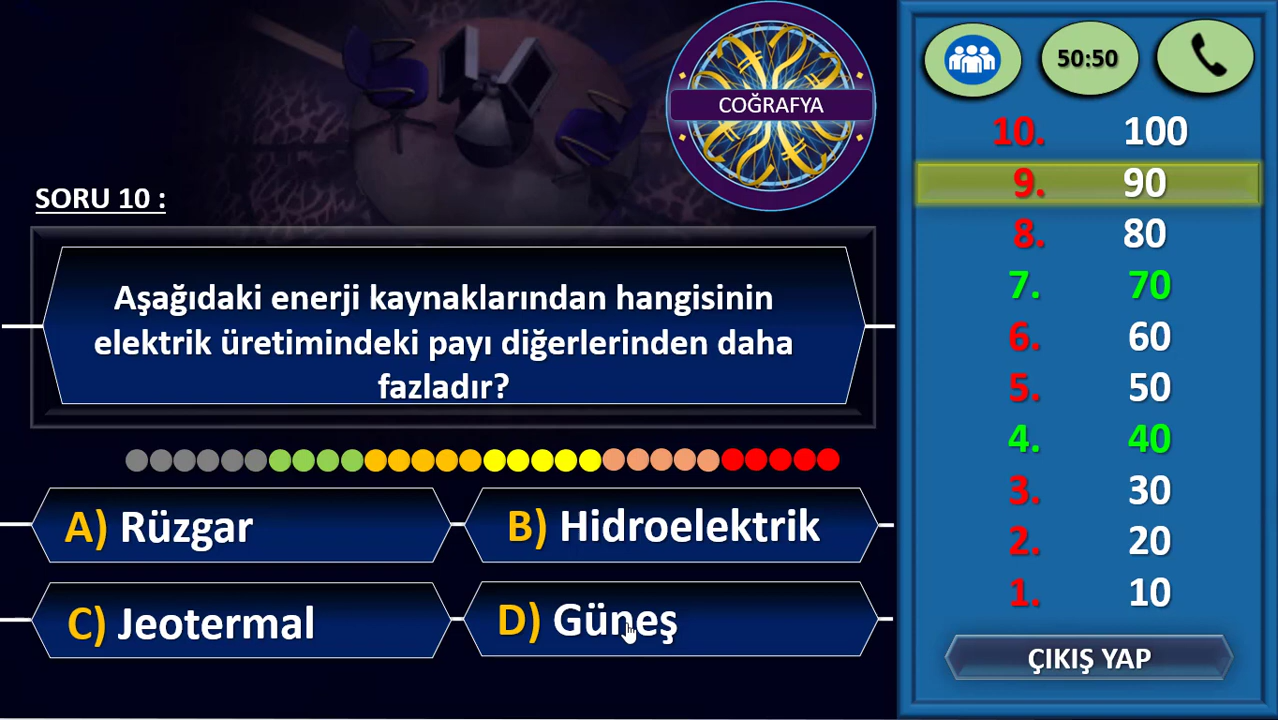 COĞRAFYA
50:50
SORU 10 :
Aşağıdaki enerji kaynaklarından hangisinin
elektrik üretimindeki payı diğerlerinden daha
fazladır?
A) Rüzgar
B) Hidroelektrik
C) Jeotermal
D) Güneş
10. 100
9. 90
8. 80
7. 70
6. 60
5. 50
4. 40
3. 30
2. 20
1. 10
ÇIKIŞ YAP